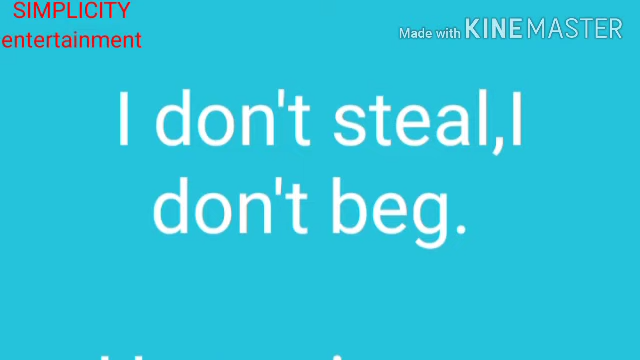 SIMPLICITY
entertainment
Made with KINEMASTER
I don't steal,I
don't beg.